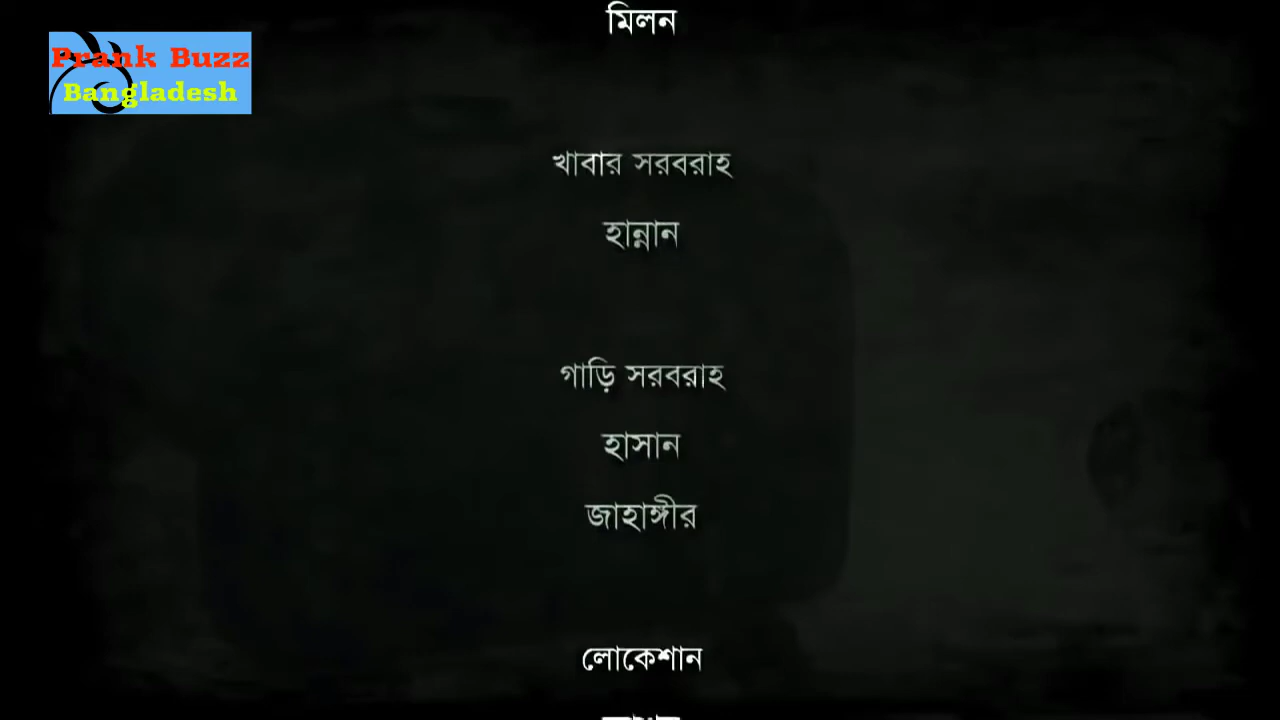 মিলন
Prank Buzz
Bangladesh
খাবার সরবরাহ
হান্নান
গাড়ি সরবরাহ
হাসান
জাহাঙ্গীর
লোকেশান